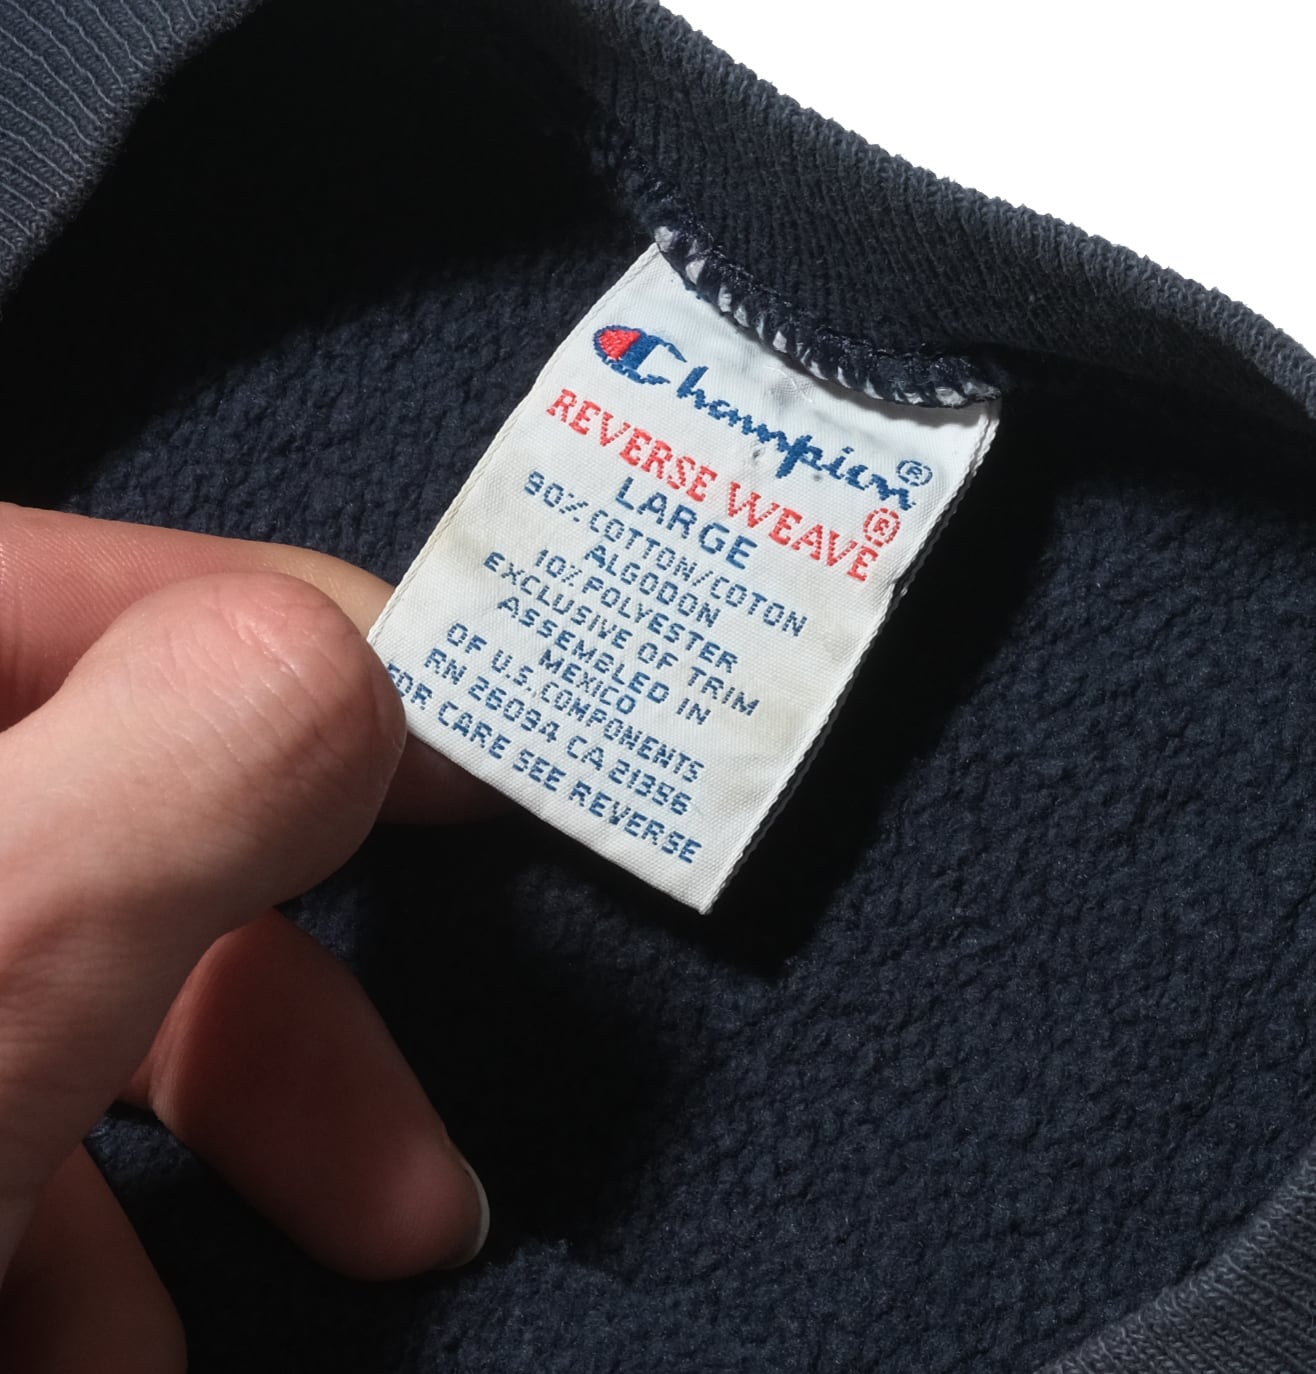 Champion®
REVERSE WEAVE®
LARGE
90% COTTON/COTON
ALGODON
10% POLYESTER
EXCLUSIVE OF TRIM
ASSEMBLED IN
MEXICO
OF U.S. COMPONENTS
RN 26094 CA 21356
FOR CARE SEE REVERSE